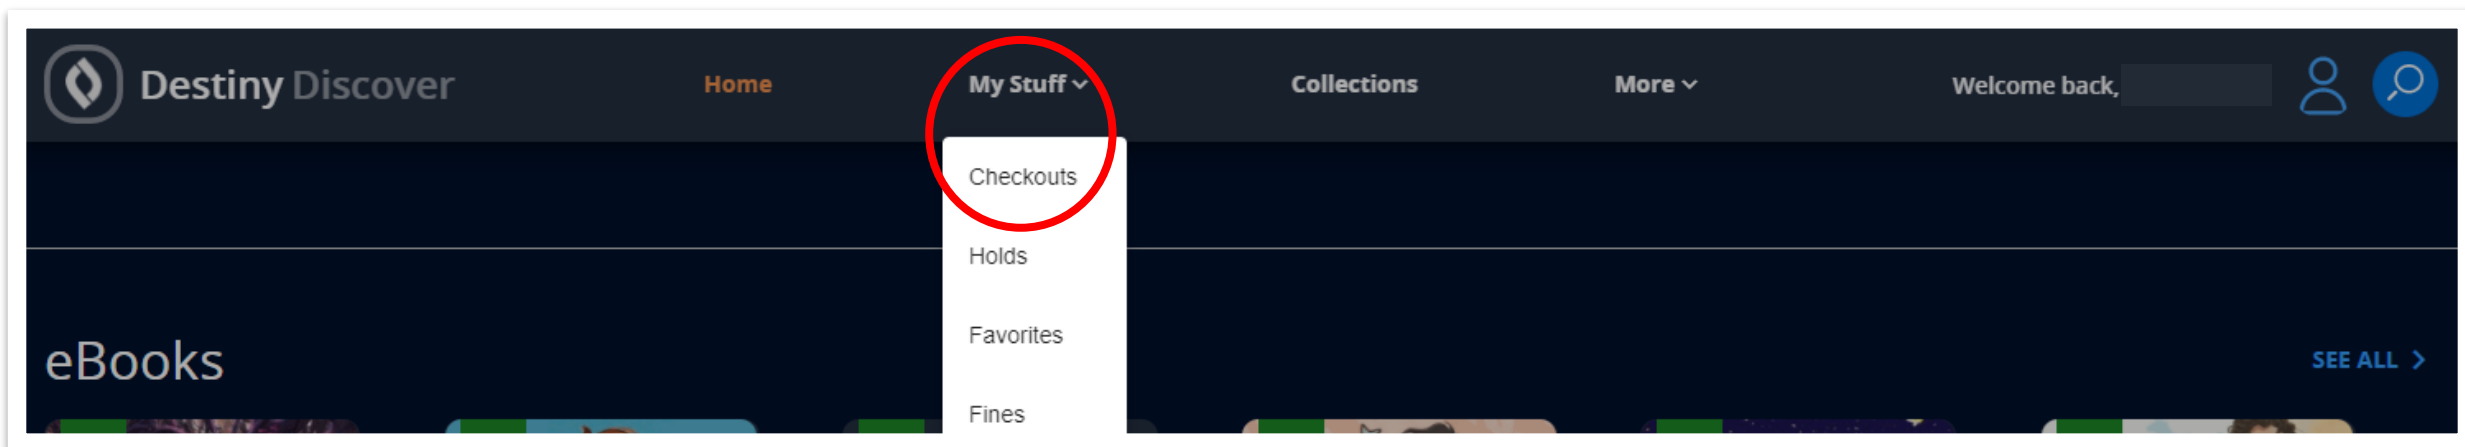 Destiny Discover Home My Stuff Collections More Welcome back,
Checkouts
Holds
Favorites
eBooks SEE ALL
Fines